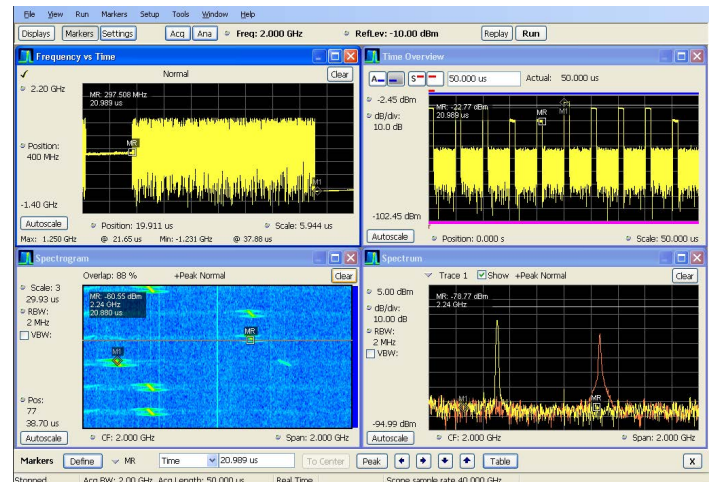 File View Run Markers Setup Tools Window Help
Displays Markers Settings Acq Ana Freq: 2.000 GHz RefLev: -10.00 dBm Replay Run
Frequency vs Time
Normal Clear
2.20 GHz
MR: 297.508 MHz
20.989 us
Position:
400 MHz
MR
M1
-1.40 GHz
Autoscale Position: 19.911 us Scale: 5.944 us
Max: 1.250 GHz @ 21.65 us Min: -1.231 GHz @ 37.88 us
Time Overview
50.000 us Actual: 50.000 us
-2.45 dBm
MR: -22.77 dBm
20.989 us
dB/div:
10.0 dB
MR
M1
-102.45 dBm
Autoscale Position: 0.000 s Scale: 50.000 us
Spectrogram
Overlap: 88 % +Peak Normal Clear
Scale: 3
29.93 us
MR: -60.55 dBm
2.24 GHz
20.880 us
RBW:
2 MHz
VBW:
MR
M1
Pos:
77
38.70 us
Autoscale CF: 2.000 GHz Span: 2.000 GHz
Spectrum
Trace 1 Show +Peak Normal Clear
5.00 dBm
MR: -78.77 dBm
2.24 GHz
dB/div:
10.00 dB
RBW:
2 MHz
VBW:
M1
MR
-94.99 dBm
Autoscale CF: 2.000 GHz Span: 2.000 GHz
Markers Define MR Time 20.989 us To Center Peak Table X
Stopped Acq BW: 2.00 GHz Acq Length: 50.000 us Real Time Scope sample rate 40.000 GHz